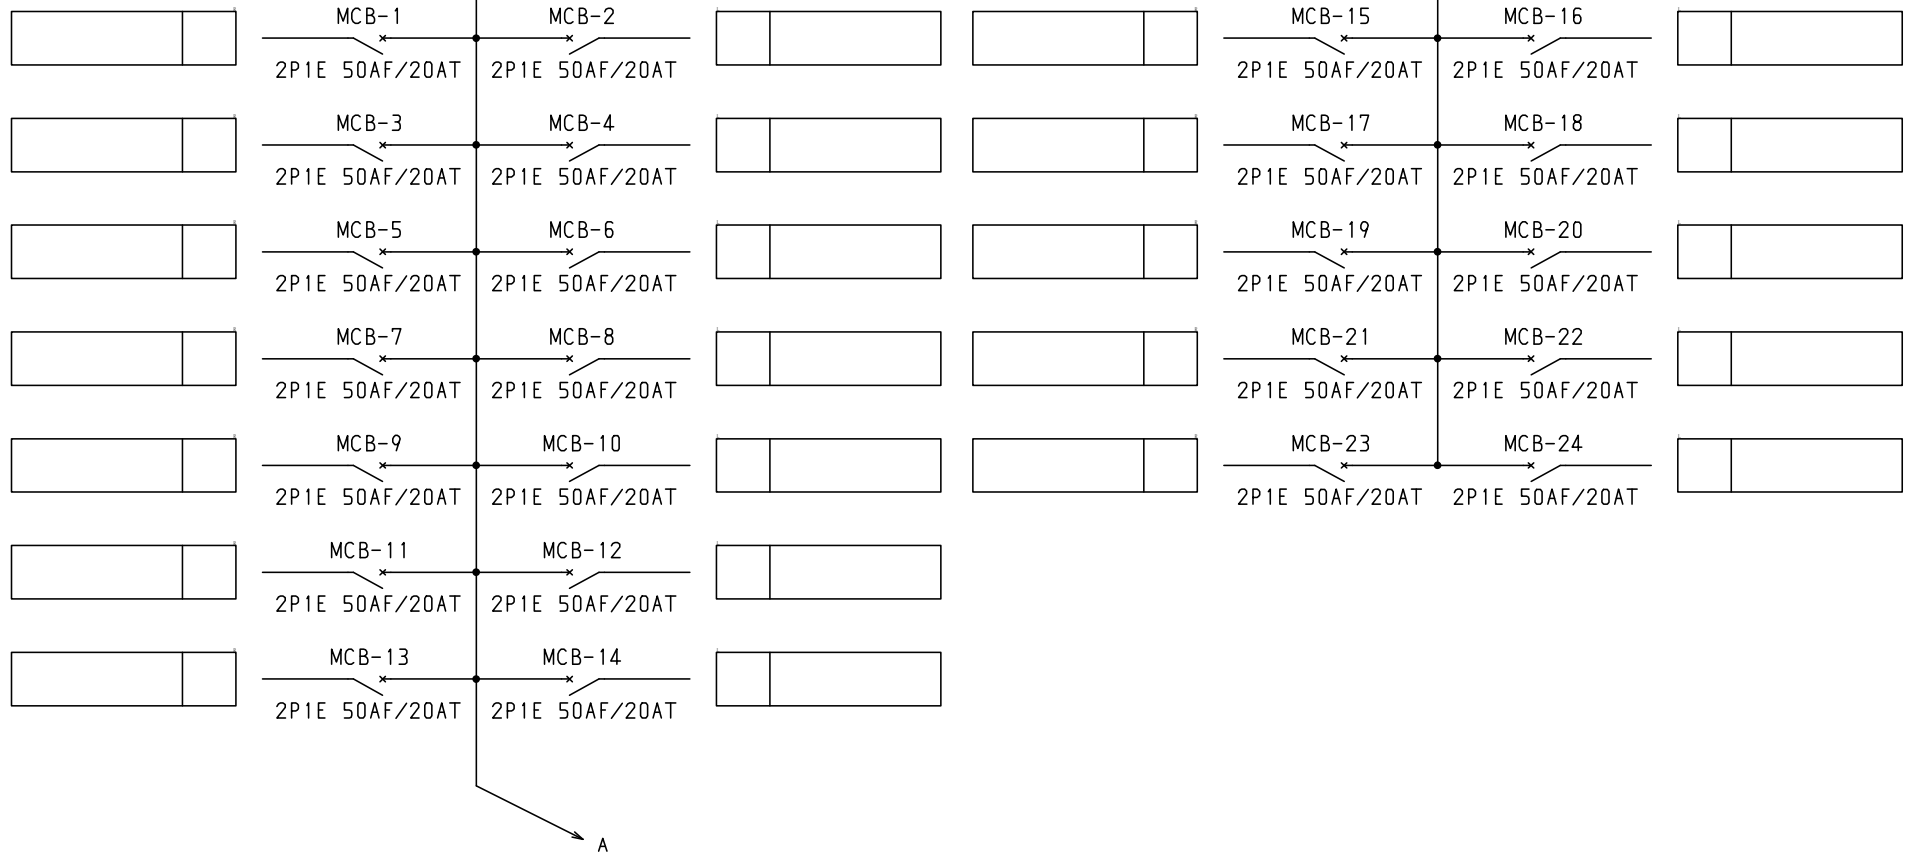 MCB-1 MCB-2 MCB-15 MCB-16
2P1E 50AF/20AT 2P1E 50AF/20AT 2P1E 50AF/20AT 2P1E 50AF/20AT
MCB-3 MCB-4 MCB-17 MCB-18
2P1E 50AF/20AT 2P1E 50AF/20AT 2P1E 50AF/20AT 2P1E 50AF/20AT
MCB-5 MCB-6 MCB-19 MCB-20
2P1E 50AF/20AT 2P1E 50AF/20AT 2P1E 50AF/20AT 2P1E 50AF/20AT
MCB-7 MCB-8 MCB-21 MCB-22
2P1E 50AF/20AT 2P1E 50AF/20AT 2P1E 50AF/20AT 2P1E 50AF/20AT
MCB-9 MCB-10 MCB-23 MCB-24
2P1E 50AF/20AT 2P1E 50AF/20AT 2P1E 50AF/20AT 2P1E 50AF/20AT
MCB-11 MCB-12
2P1E 50AF/20AT 2P1E 50AF/20AT
MCB-13 MCB-14
2P1E 50AF/20AT 2P1E 50AF/20AT
A